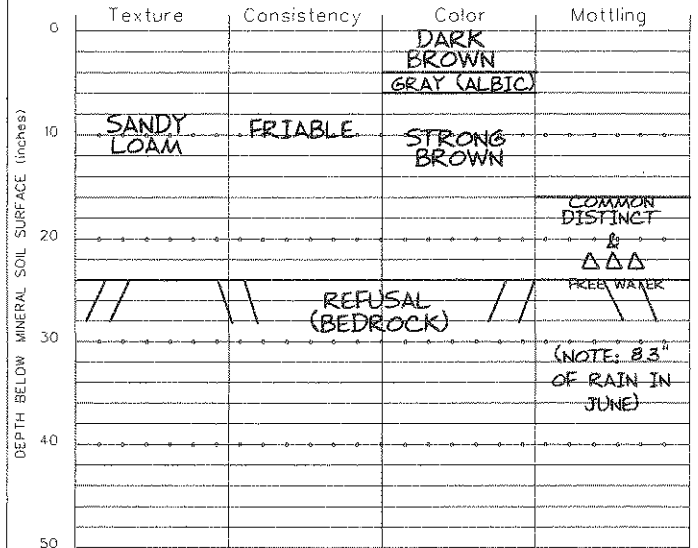 Texture Consistency Color Mottling
DEPTH BELOW MINERAL SOIL SURFACE (inches)
0
DARK
BROWN
GRAY (ALBIC)
10
SANDY
LOAM
FRIABLE
STRONG
BROWN
COMMON
DISTINCT
&
20
FREE WATER
REFUSAL
(BEDROCK)
30
(NOTE: 8.3"
OF RAIN IN
JUNE)
40
50